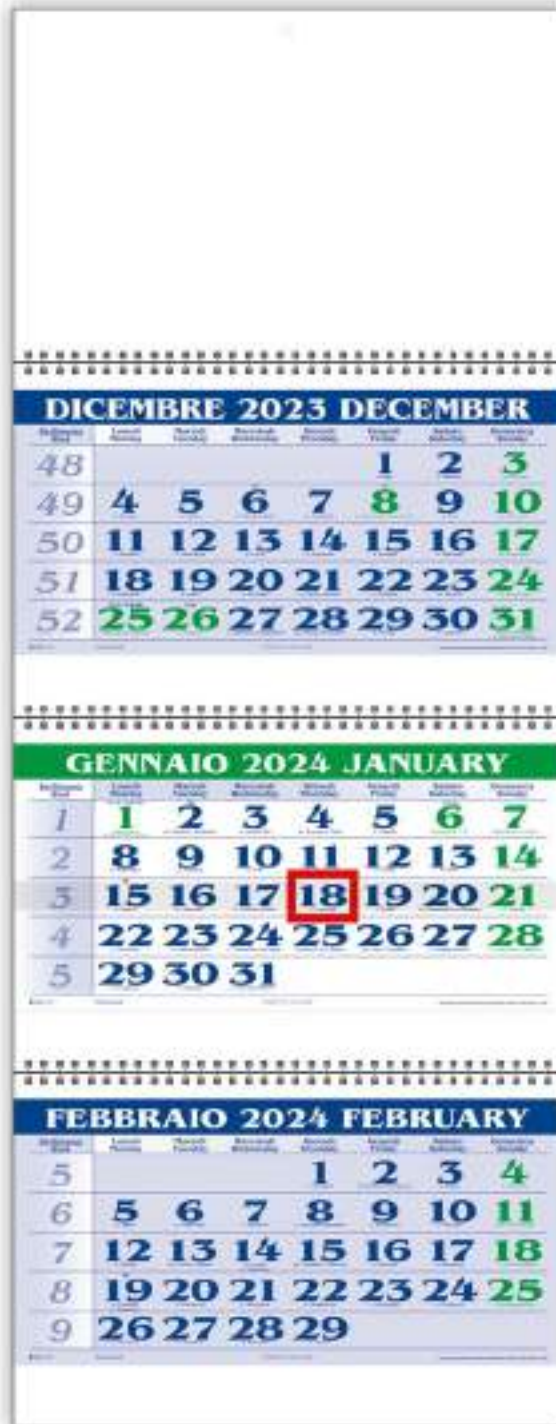 DICEMBRE 2023 DECEMBER
48 1 2 3
49 4 5 6 7 8 9 10
50 11 12 13 14 15 16 17
51 18 19 20 21 22 23 24
52 25 26 27 28 29 30 31
GENNAIO 2024 JANUARY
1 1 2 3 4 5 6 7
2 8 9 10 11 12 13 14
3 15 16 17 18 19 20 21
4 22 23 24 25 26 27 28
5 29 30 31
FEBBRAIO 2024 FEBRUARY
5 1 2 3 4
6 5 6 7 8 9 10 11
7 12 13 14 15 16 17 18
8 19 20 21 22 23 24 25
9 26 27 28 29